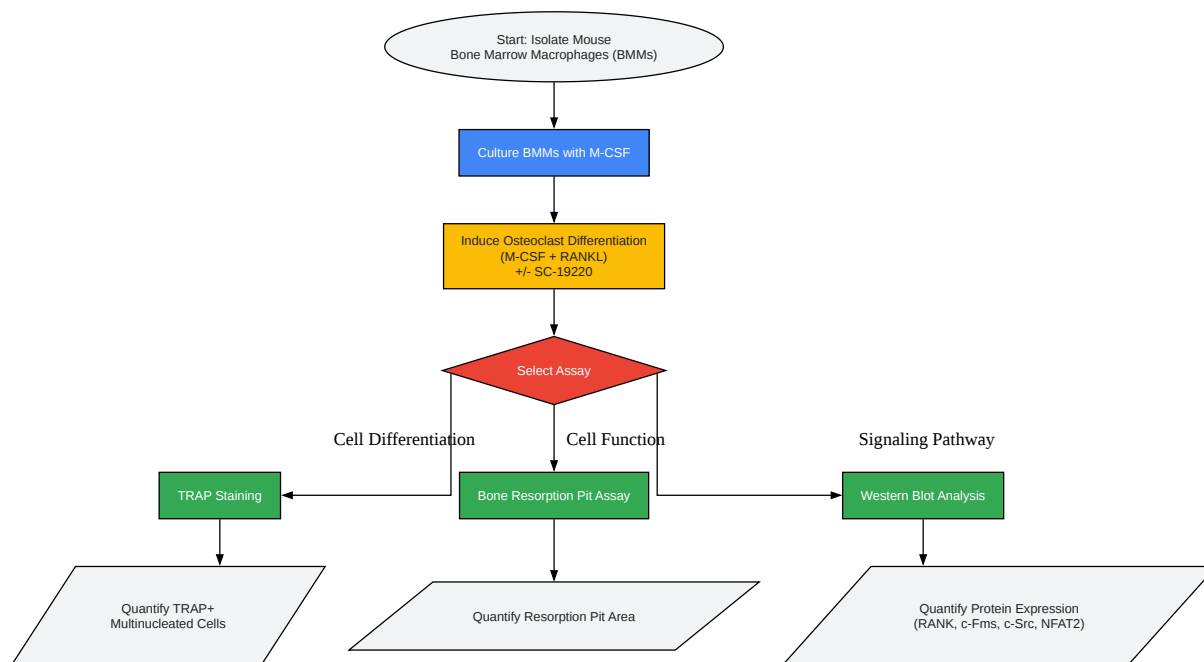 Start: Isolate Mouse
Bone Marrow Macrophages (BMMs)
Culture BMMs with M-CSF
Induce Osteoclast Differentiation
(M-CSF + RANKL)
+/- SC-19220
Select Assay
Cell Differentiation
Cell Function
Signaling Pathway
TRAP Staining
Bone Resorption Pit Assay
Western Blot Analysis
Quantify TRAP+
Multinucleated Cells
Quantify Resorption Pit Area
Quantify Protein Expression
(RANK, c-Fms, c-Src, NFAT2)